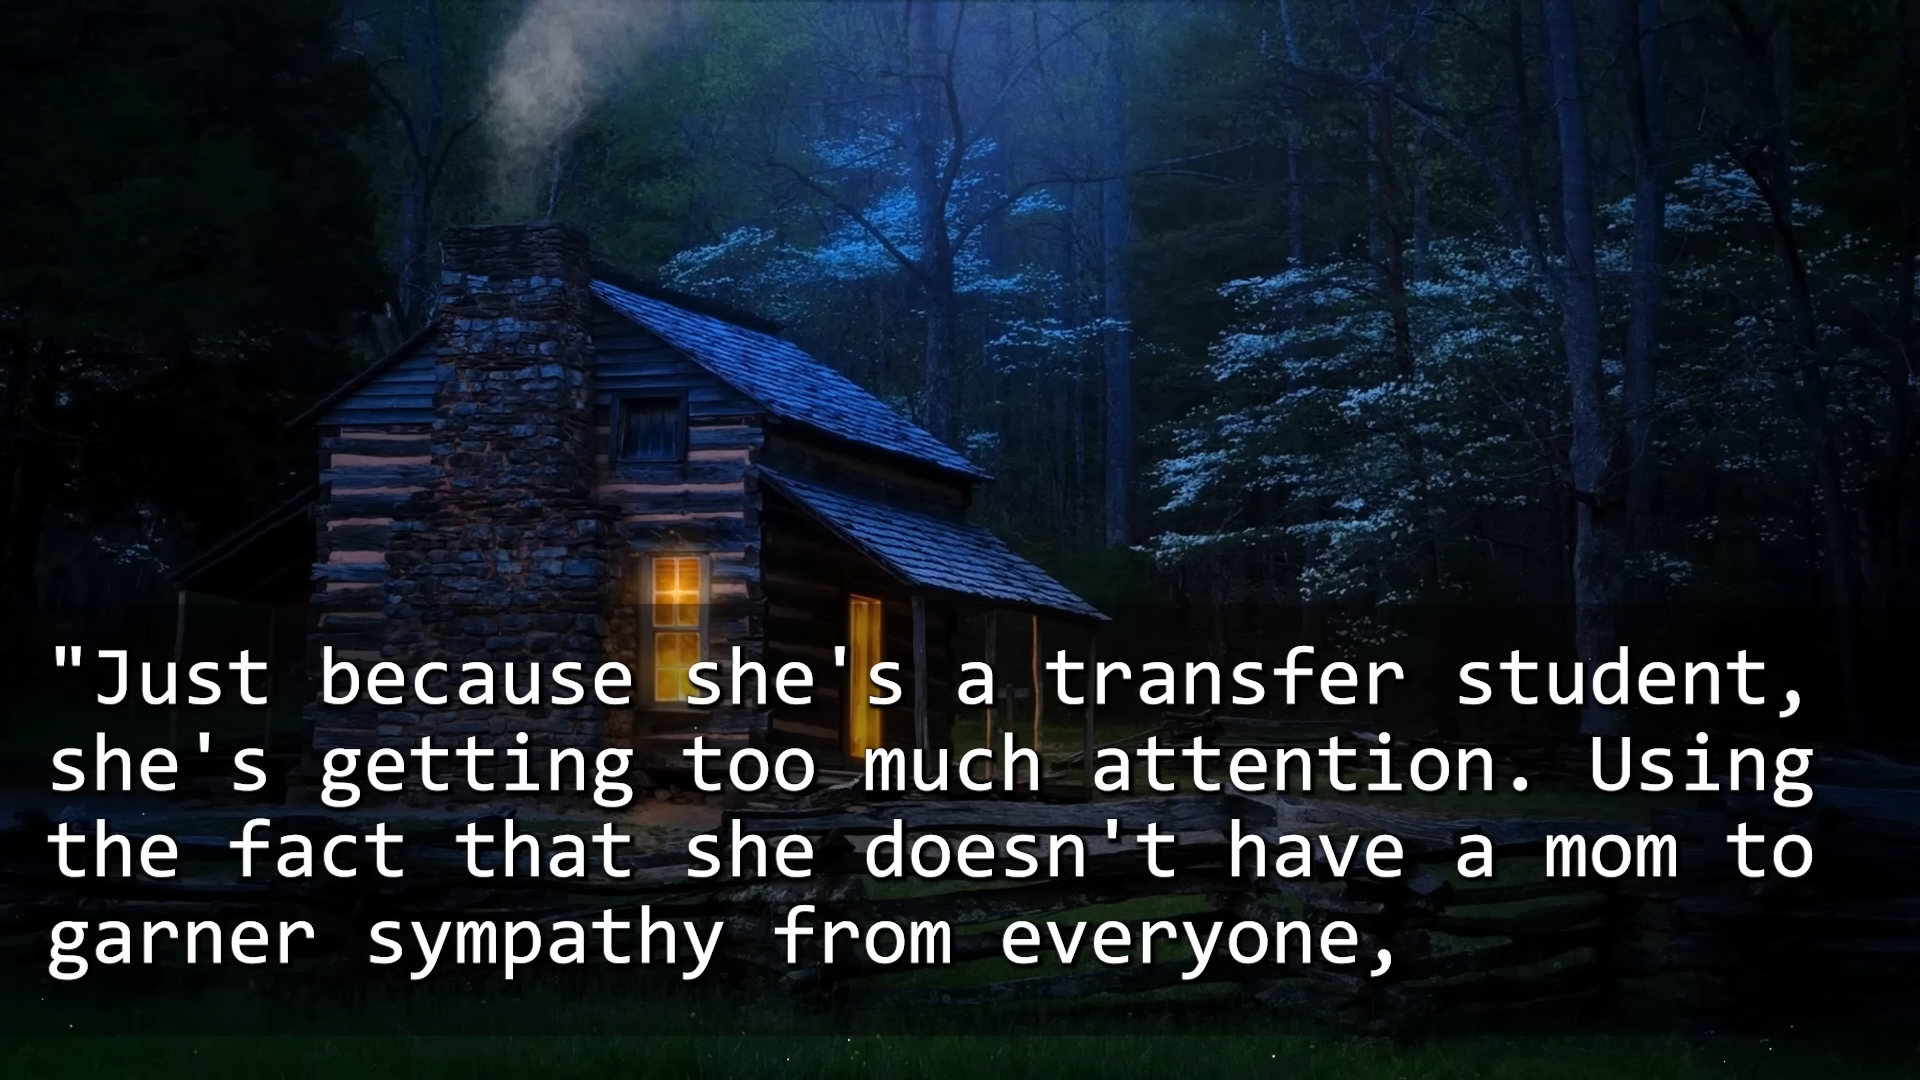 "Just because she's a transfer student,
she's getting too much attention. Using
the fact that she doesn't have a mom to
garner sympathy from everyone,